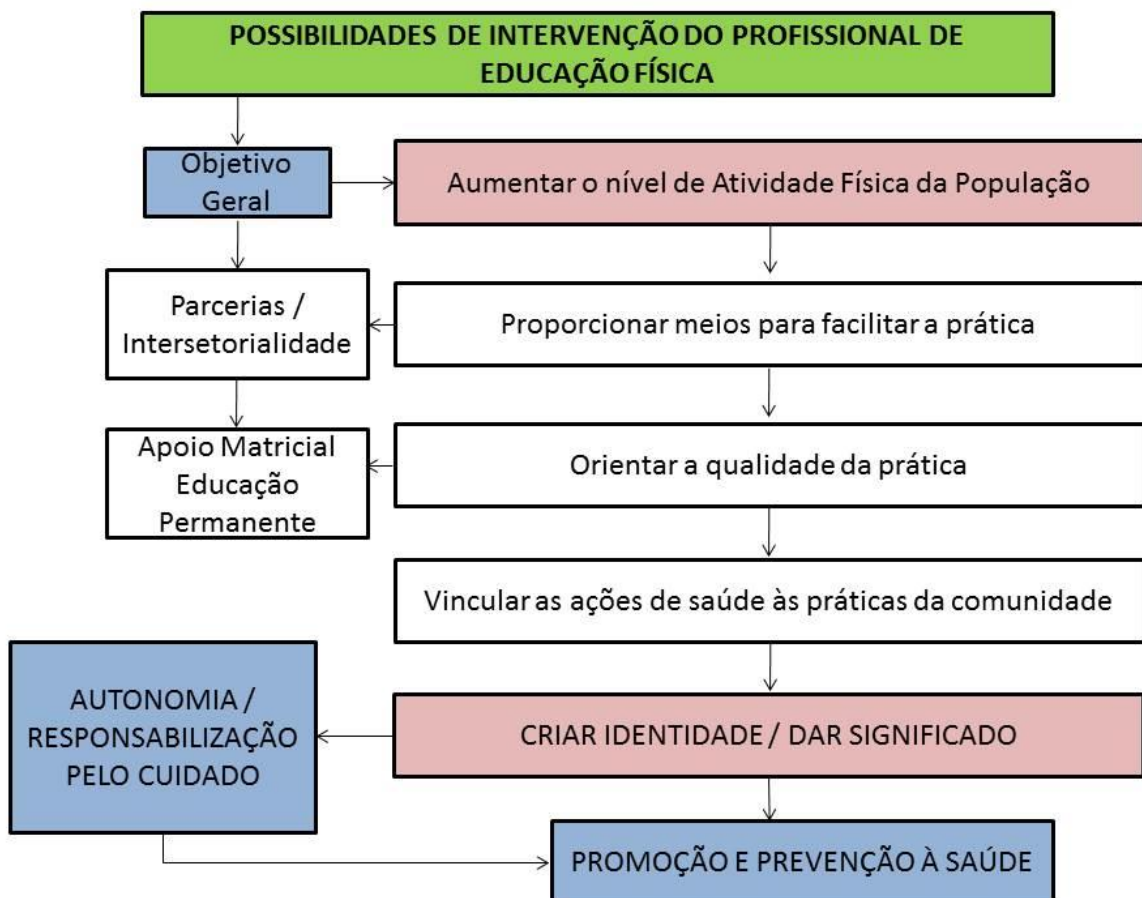 POSSIBILIDADES DE INTERVENÇÃO DO PROFISSIONAL DE
EDUCAÇÃO FÍSICA
Objetivo
Geral
Aumentar o nível de Atividade Física da População
Parcerias /
Intersetorialidade
Proporcionar meios para facilitar a prática
Apoio Matricial
Educação
Permanente
Orientar a qualidade da prática
Vincular as ações de saúde às práticas da comunidade
AUTONOMIA /
RESPONSABILIZAÇÃO
PELO CUIDADO
CRIAR IDENTIDADE / DAR SIGNIFICADO
PROMOÇÃO E PREVENÇÃO À SAÚDE